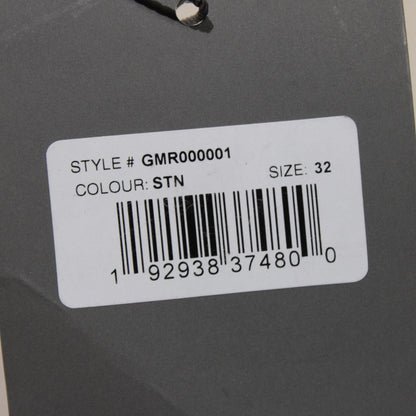 STYLE # GMR000001
COLOUR: STN SIZE: 32
1 92938 37480 0